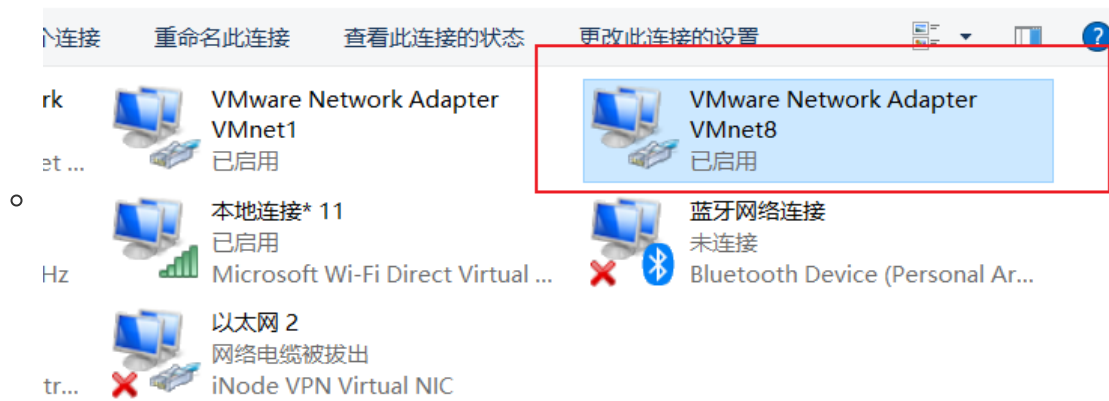 个连接 重命名此连接 查看此连接的状态 更改此连接的设置
rk
et ...
VMware Network Adapter
VMnet1
已启用
VMware Network Adapter
VMnet8
已启用
Hz
本地连接* 11
已启用
Microsoft Wi-Fi Direct Virtual ...
蓝牙网络连接
未连接
Bluetooth Device (Personal Ar...
tr...
以太网 2
网络电缆被拔出
iNode VPN Virtual NIC